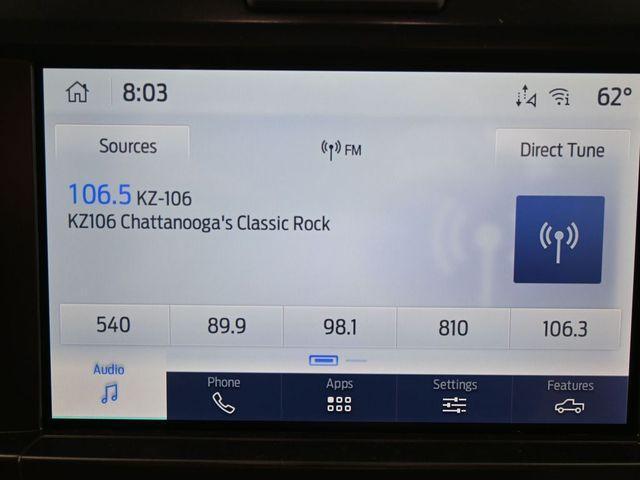 8:03 62°
Sources FM Direct Tune
106.5 KZ-106
KZ106 Chattanooga's Classic Rock
540 89.9 98.1 810 106.3
Audio Phone Apps Settings Features